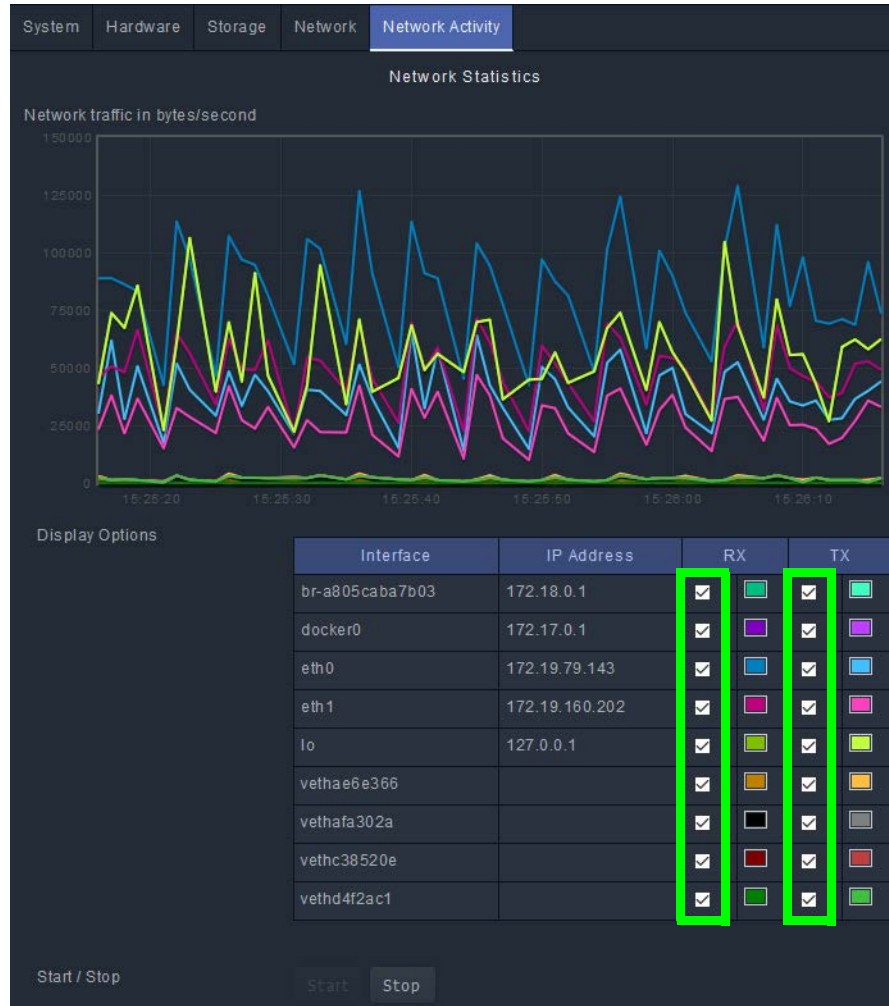 System Hardware Storage Network Network Activity
Network Statistics
Network traffic in bytes/second
150000
125000
100000
75000
50000
25000
0
15:25:20 15:25:30 15:25:40 15:25:50 15:26:00 15:26:10
Display Options
Interface IP Address RX TX
br-a805caba7b03 172.18.0.1
docker0 172.17.0.1
eth0 172.19.79.143
eth1 172.19.160.202
lo 127.0.0.1
vethae6e366
vethafa302a
vethc38520e
vethd4f2ac1
Start / Stop Start Stop